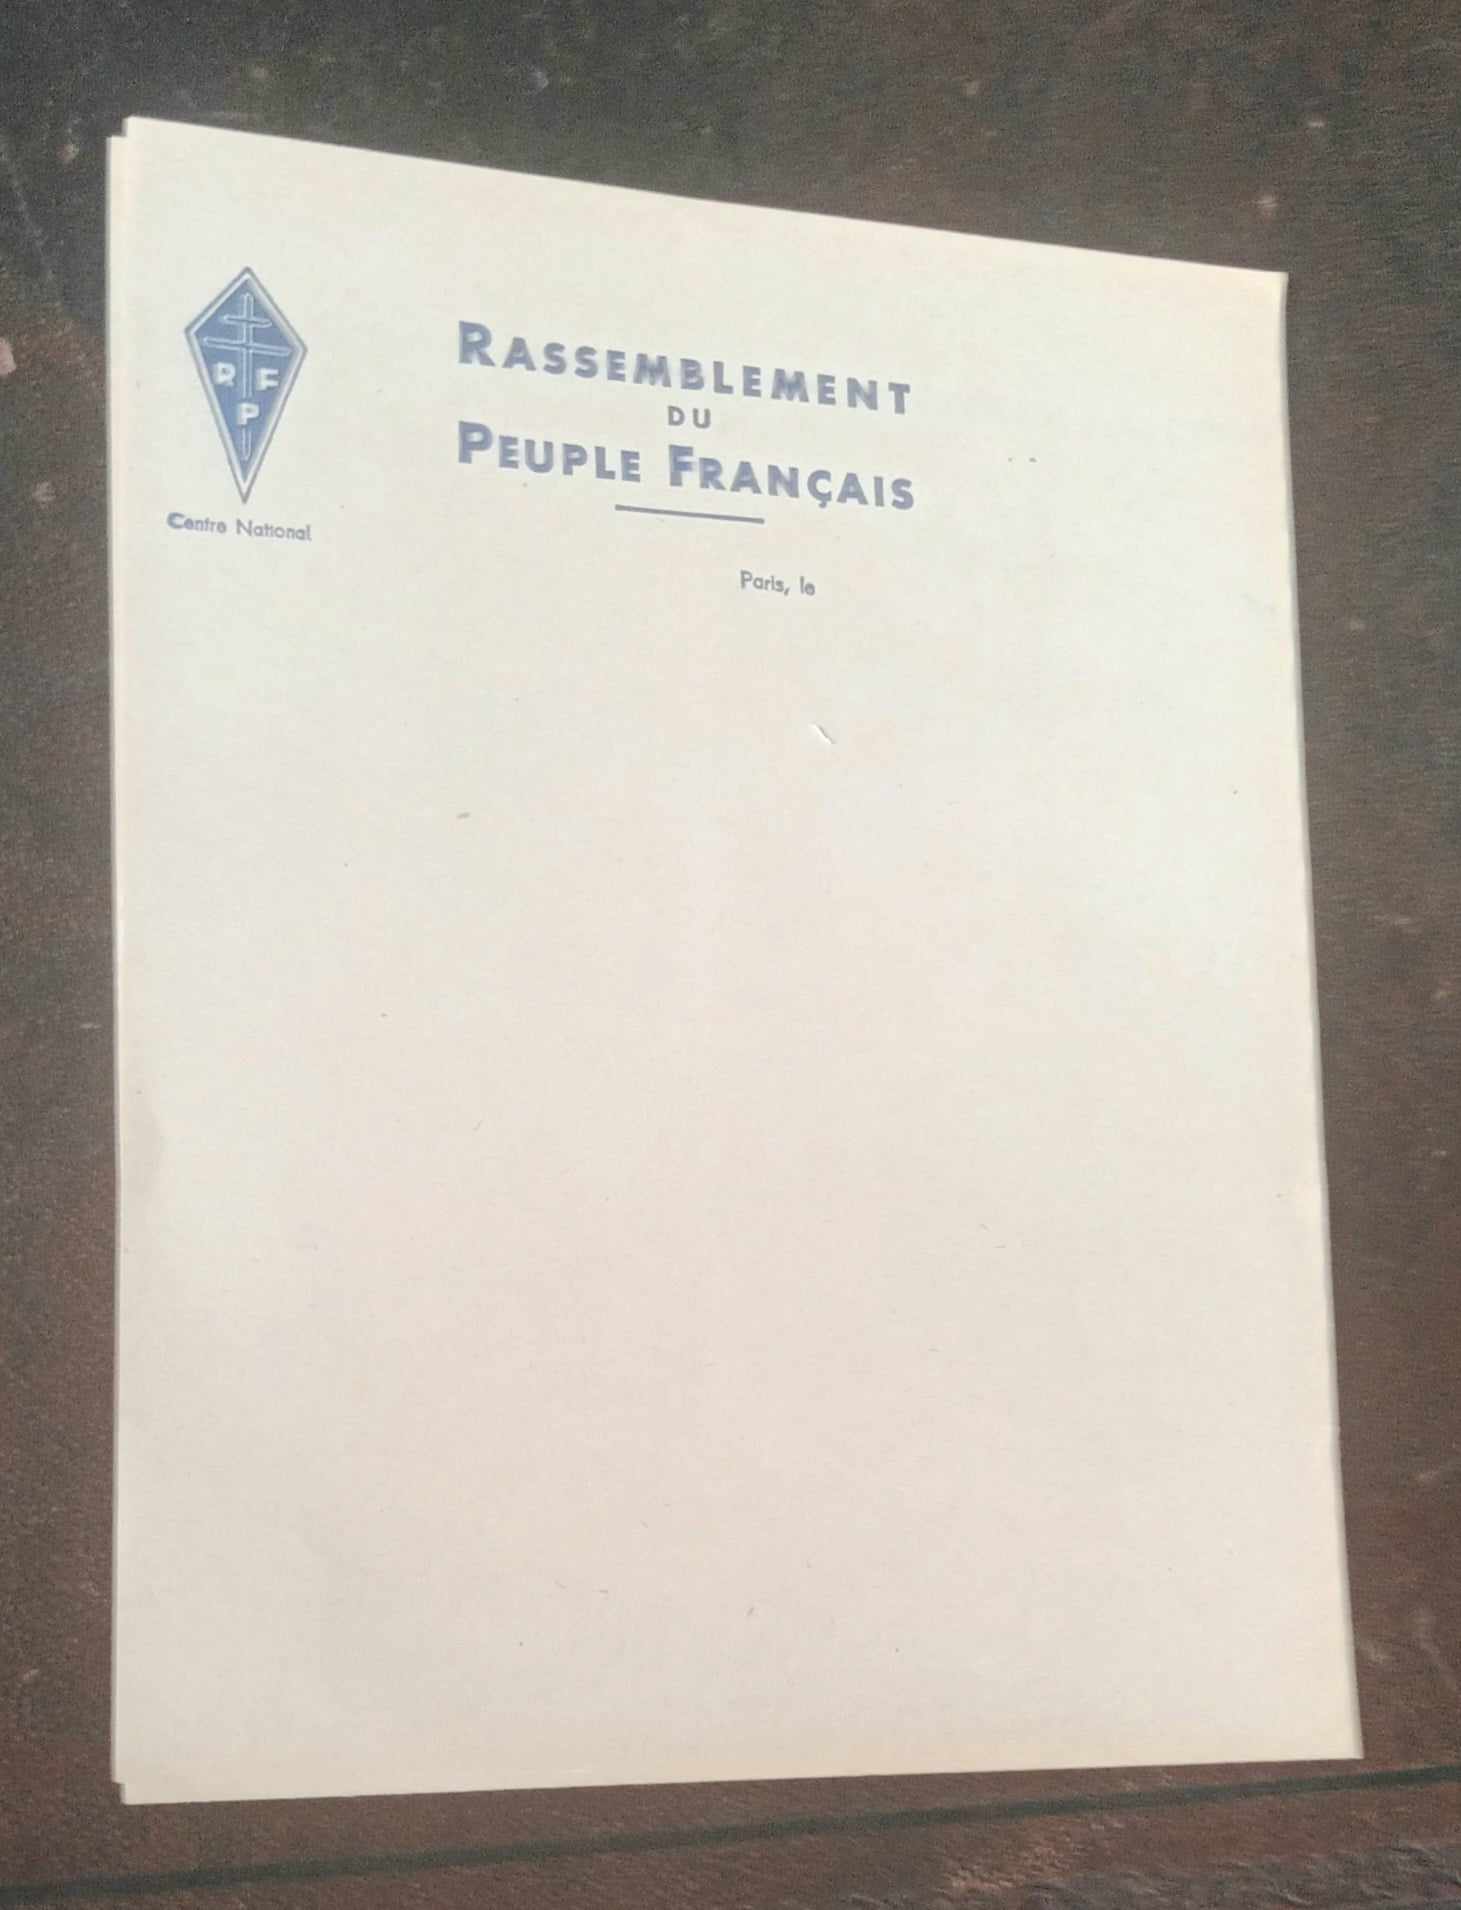 R F
P
Centre National
RASSEMBLEMENT
DU
PEUPLE FRANÇAIS
Paris, le